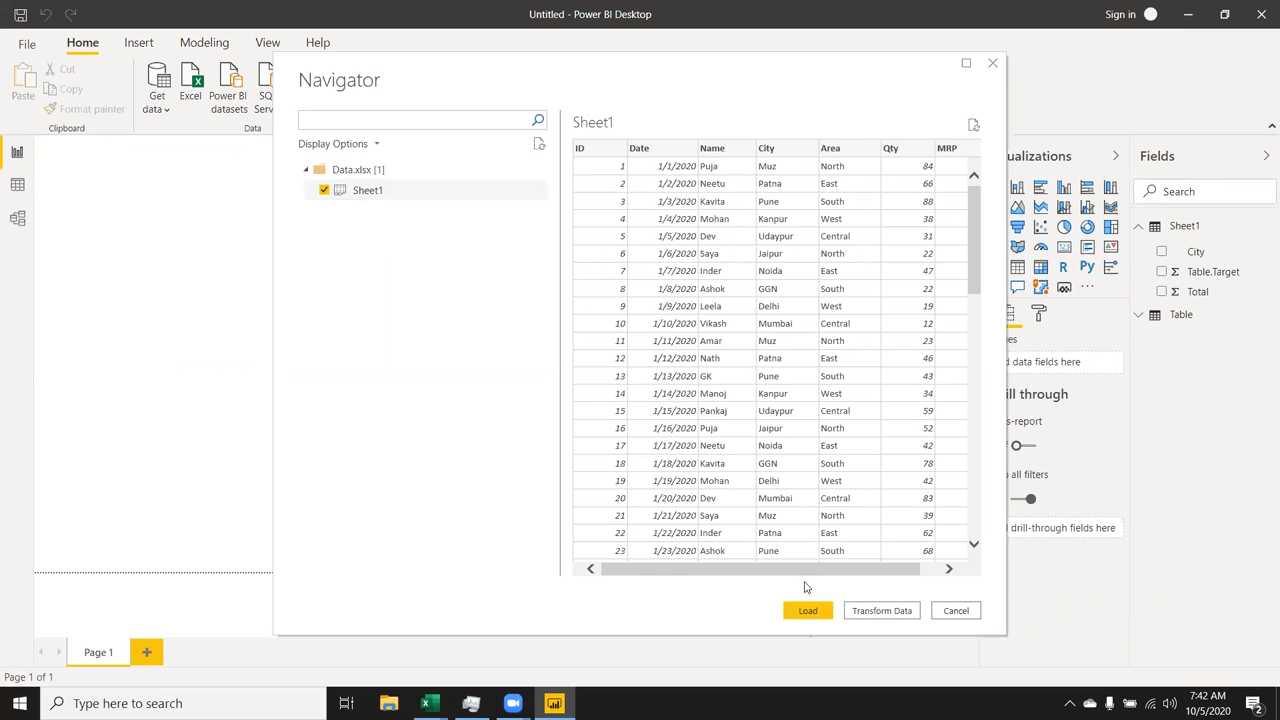 Untitled - Power BI Desktop
Sign in
File
Home
Insert
Modeling
View
Help
Paste
Cut
Copy
Format painter
Clipboard
Get data
Excel
Power BI datasets
SQ
Serv
Data
Navigator
Display Options
Data.xlsx [1]
Sheet1
Sheet1
ID Date Name City Area Qty MRP
1 1/1/2020 Puja Muz North 84
2 1/2/2020 Neetu Patna East 66
3 1/3/2020 Kavita Pune South 88
4 1/4/2020 Mohan Kanpur West 38
5 1/5/2020 Dev Udaypur Central 31
6 1/6/2020 Saya Jaipur North 22
7 1/7/2020 Inder Noida East 47
8 1/8/2020 Ashok GGN South 22
9 1/9/2020 Leela Delhi West 19
10 1/10/2020 Vikash Mumbai Central 12
11 1/11/2020 Amar Muz North 23
12 1/12/2020 Nath Patna East 46
13 1/13/2020 GK Pune South 43
14 1/14/2020 Manoj Kanpur West 34
15 1/15/2020 Pankaj Udaypur Central 59
16 1/16/2020 Puja Jaipur North 52
17 1/17/2020 Neetu Noida East 42
18 1/18/2020 Kavita GGN South 78
19 1/19/2020 Mohan Delhi West 42
20 1/20/2020 Dev Mumbai Central 83
21 1/21/2020 Saya Muz North 39
22 1/22/2020 Inder Patna East 62
23 1/23/2020 Ashok Pune South 68
Load
Transform Data
Cancel
ualizations
R Py
es
d data fields here
ill through
s-report
f
all filters
drill-through fields here
Fields
Search
Sheet1
City
Σ Table.Target
Σ Total
Table
Page 1
Page 1 of 1
Type here to search
7:42 AM
10/5/2020
2